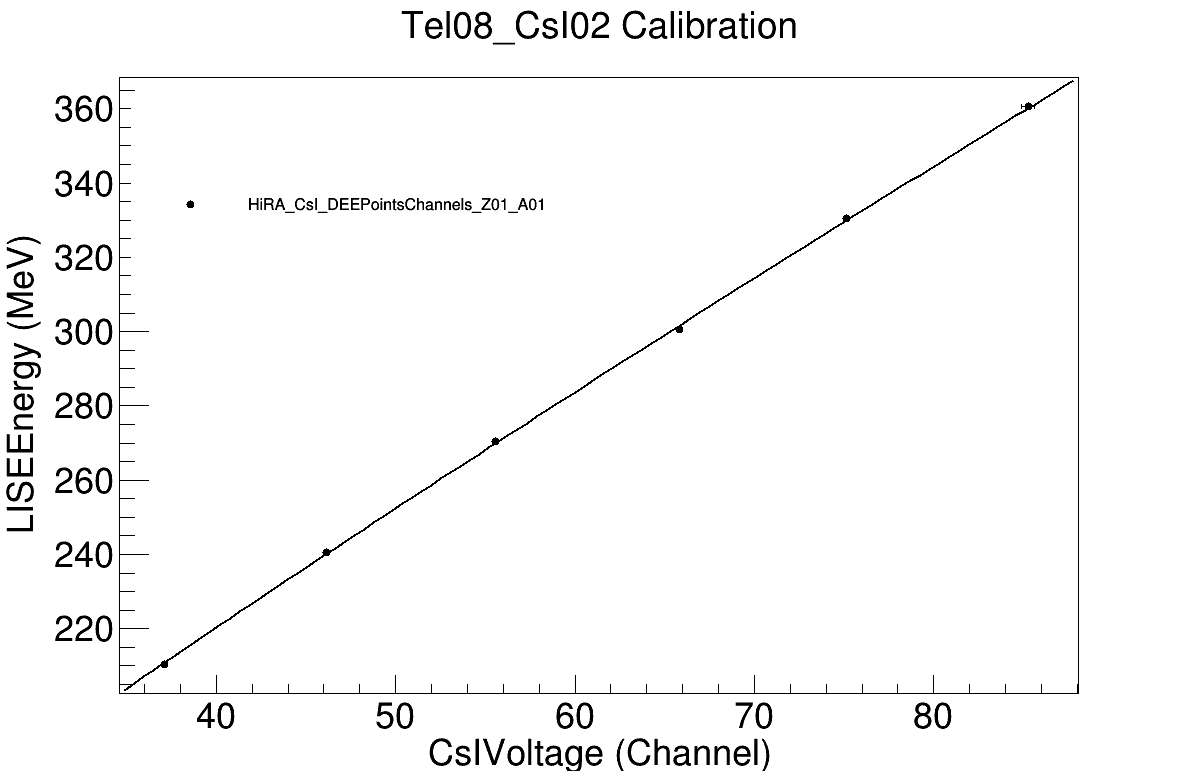 Tel08_CsI02 Calibration
360
340
320
300
280
260
240
220
LISEEnergy (MeV)
HiRA_CsI_DEEPointsChannels_Z01_A01
40 50 60 70 80
CsIVoltage (Channel)